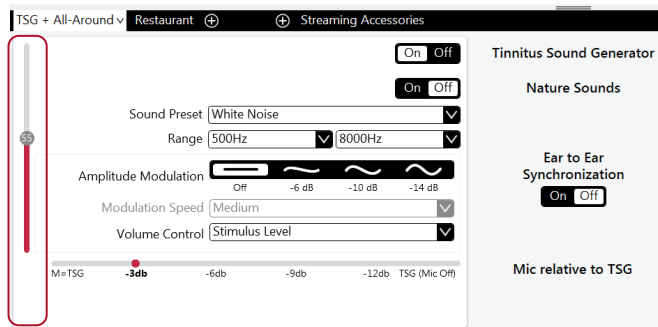 TSG + All-Around Restaurant Streaming Accessories
On Off Tinnitus Sound Generator
On Off Nature Sounds
Sound Preset White Noise
55 Range 500Hz 8000Hz
Ear to Ear
Synchronization
On Off
Amplitude Modulation
Off -6 dB -10 dB -14 dB
Modulation Speed Medium
Volume Control Stimulus Level
M=TSG -3db -6db -9db -12db TSG (Mic Off) Mic relative to TSG